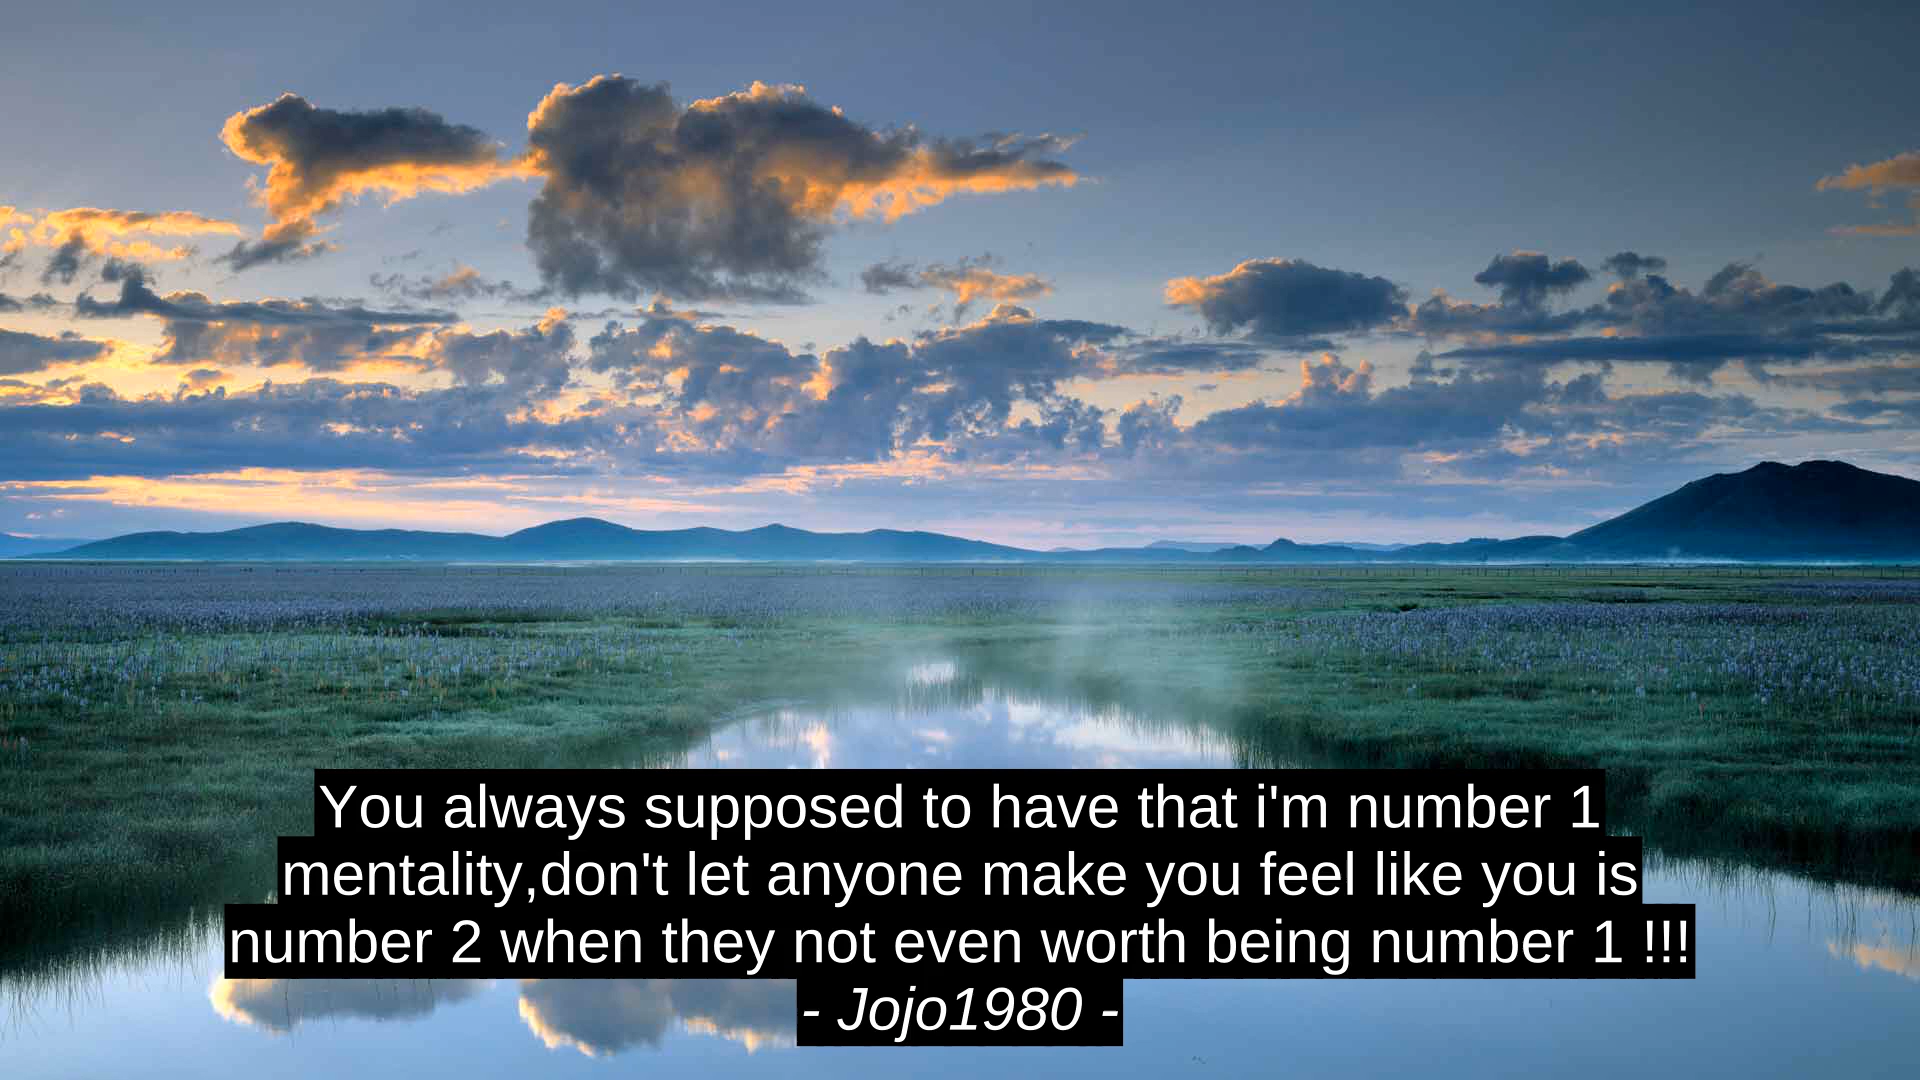 You always supposed to have that i'm number 1
mentality,don't let anyone make you feel like you is
number 2 when they not even worth being number 1 !!!
- Jojo1980 -